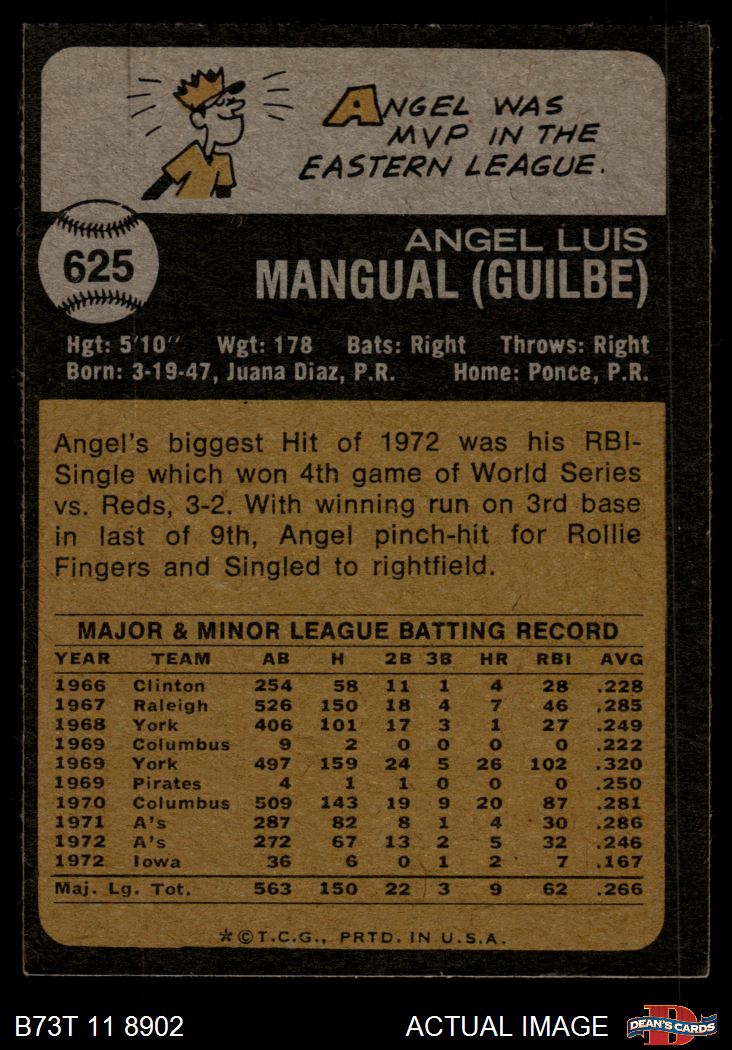 ANGEL WAS
MVP IN THE
EASTERN LEAGUE.
625
ANGEL LUIS
MANGUAL (GUILBE)
Hgt: 5'10" Wgt: 178 Bats: Right Throws: Right
Born: 3-19-47, Juana Diaz, P.R. Home: Ponce, P.R.
Angel's biggest Hit of 1972 was his RBI-
Single which won 4th game of World Series
vs. Reds, 3-2. With winning run on 3rd base
in last of 9th, Angel pinch-hit for Rollie
Fingers and Singled to rightfield.
MAJOR & MINOR LEAGUE BATTING RECORD
YEAR TEAM AB H 2B 3B HR RBI AVG
1966 Clinton 254 58 11 1 4 28 .228
1967 Raleigh 526 150 18 4 7 46 .285
1968 York 406 101 17 3 1 27 .249
1969 Columbus 9 2 0 0 0 0 .222
1969 York 497 159 24 5 26 102 .320
1969 Pirates 4 1 1 0 0 0 .250
1970 Columbus 509 143 19 9 20 87 .281
1971 A's 287 82 8 1 4 30 .286
1972 A's 272 67 13 2 5 32 .246
1972 Iowa 36 6 0 1 2 7 .167
Maj. Lg. Tot. 563 150 22 3 9 62 .266
*©T.C.G., PRTD. IN U.S.A.
B73T 11 8902 ACTUAL IMAGE D DEAN'S CARDS